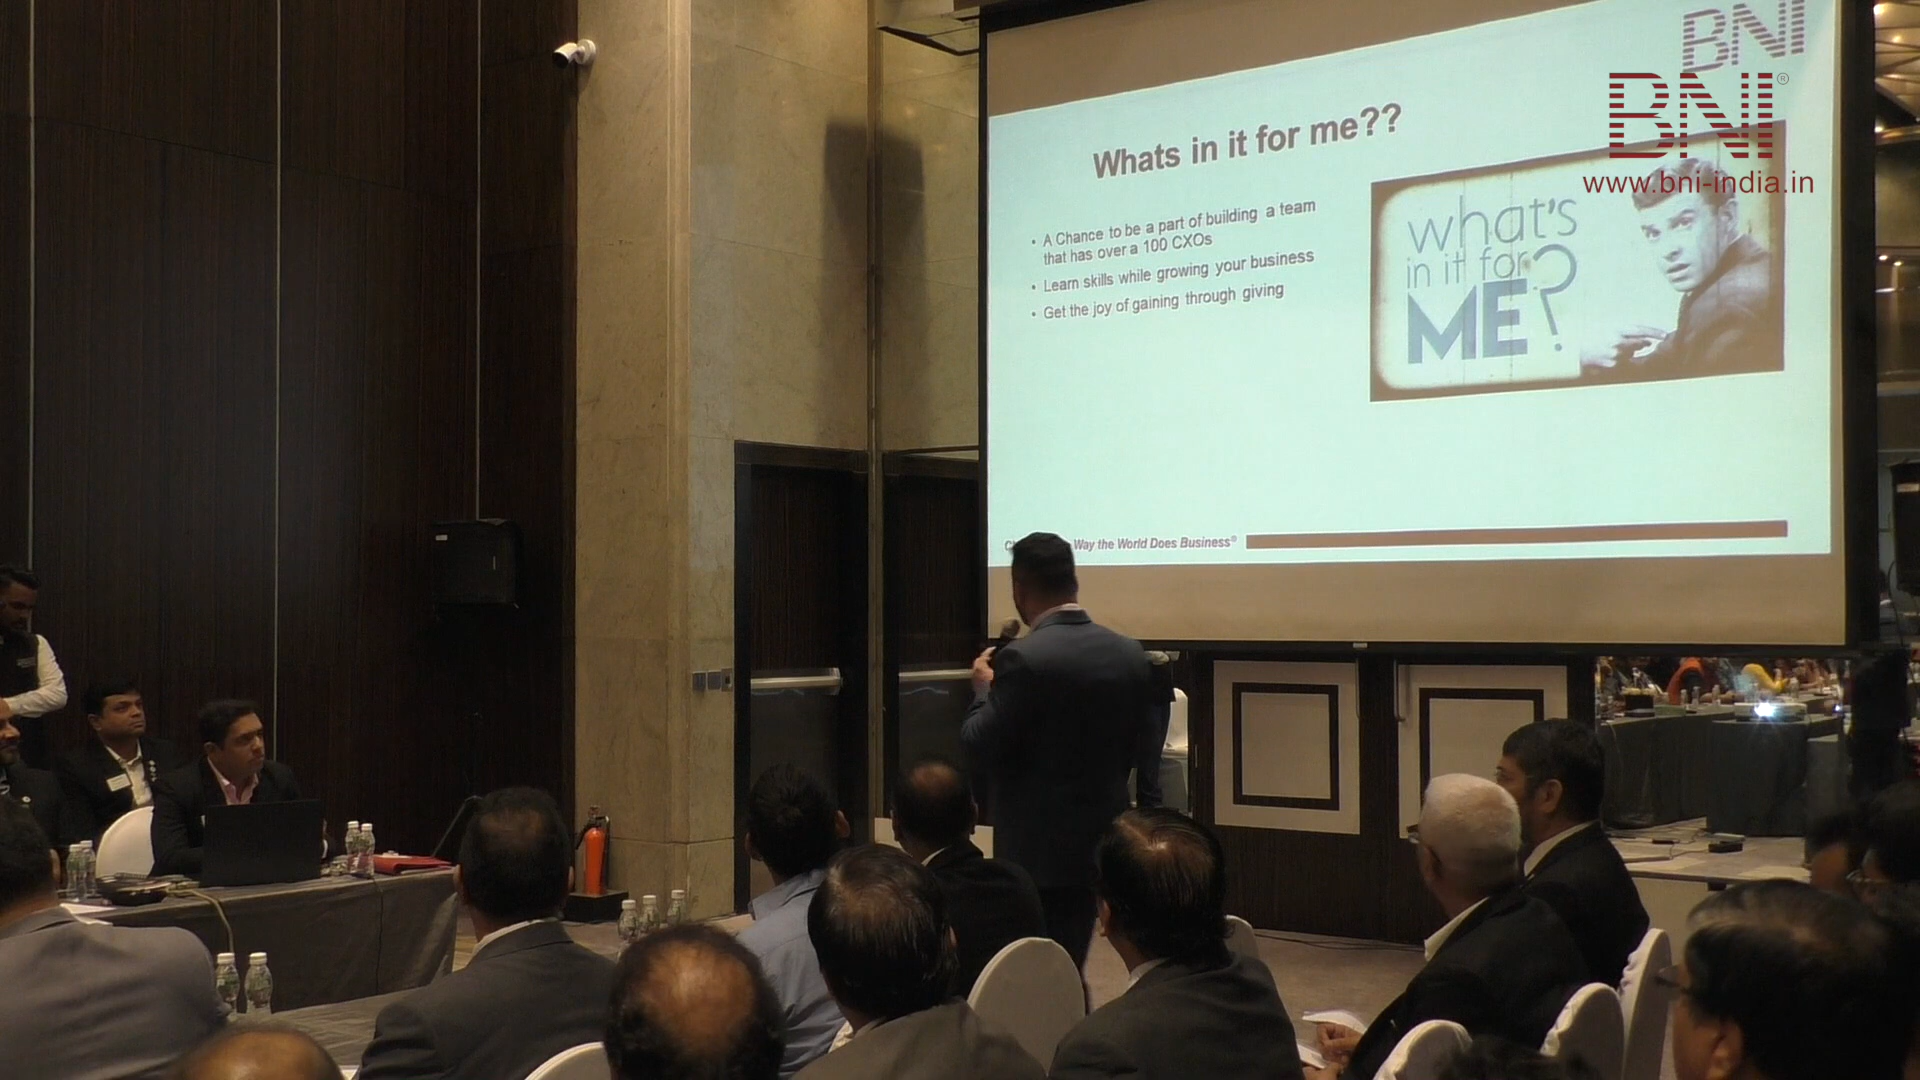 BNI
BNI®
www.bni-india.in
Whats in it for me??
• A Chance to be a part of building a team
that has over a 100 CXOs
• Learn skills while growing your business
• Get the joy of gaining through giving
what's
in it for
ME?
Way the World Does Business®